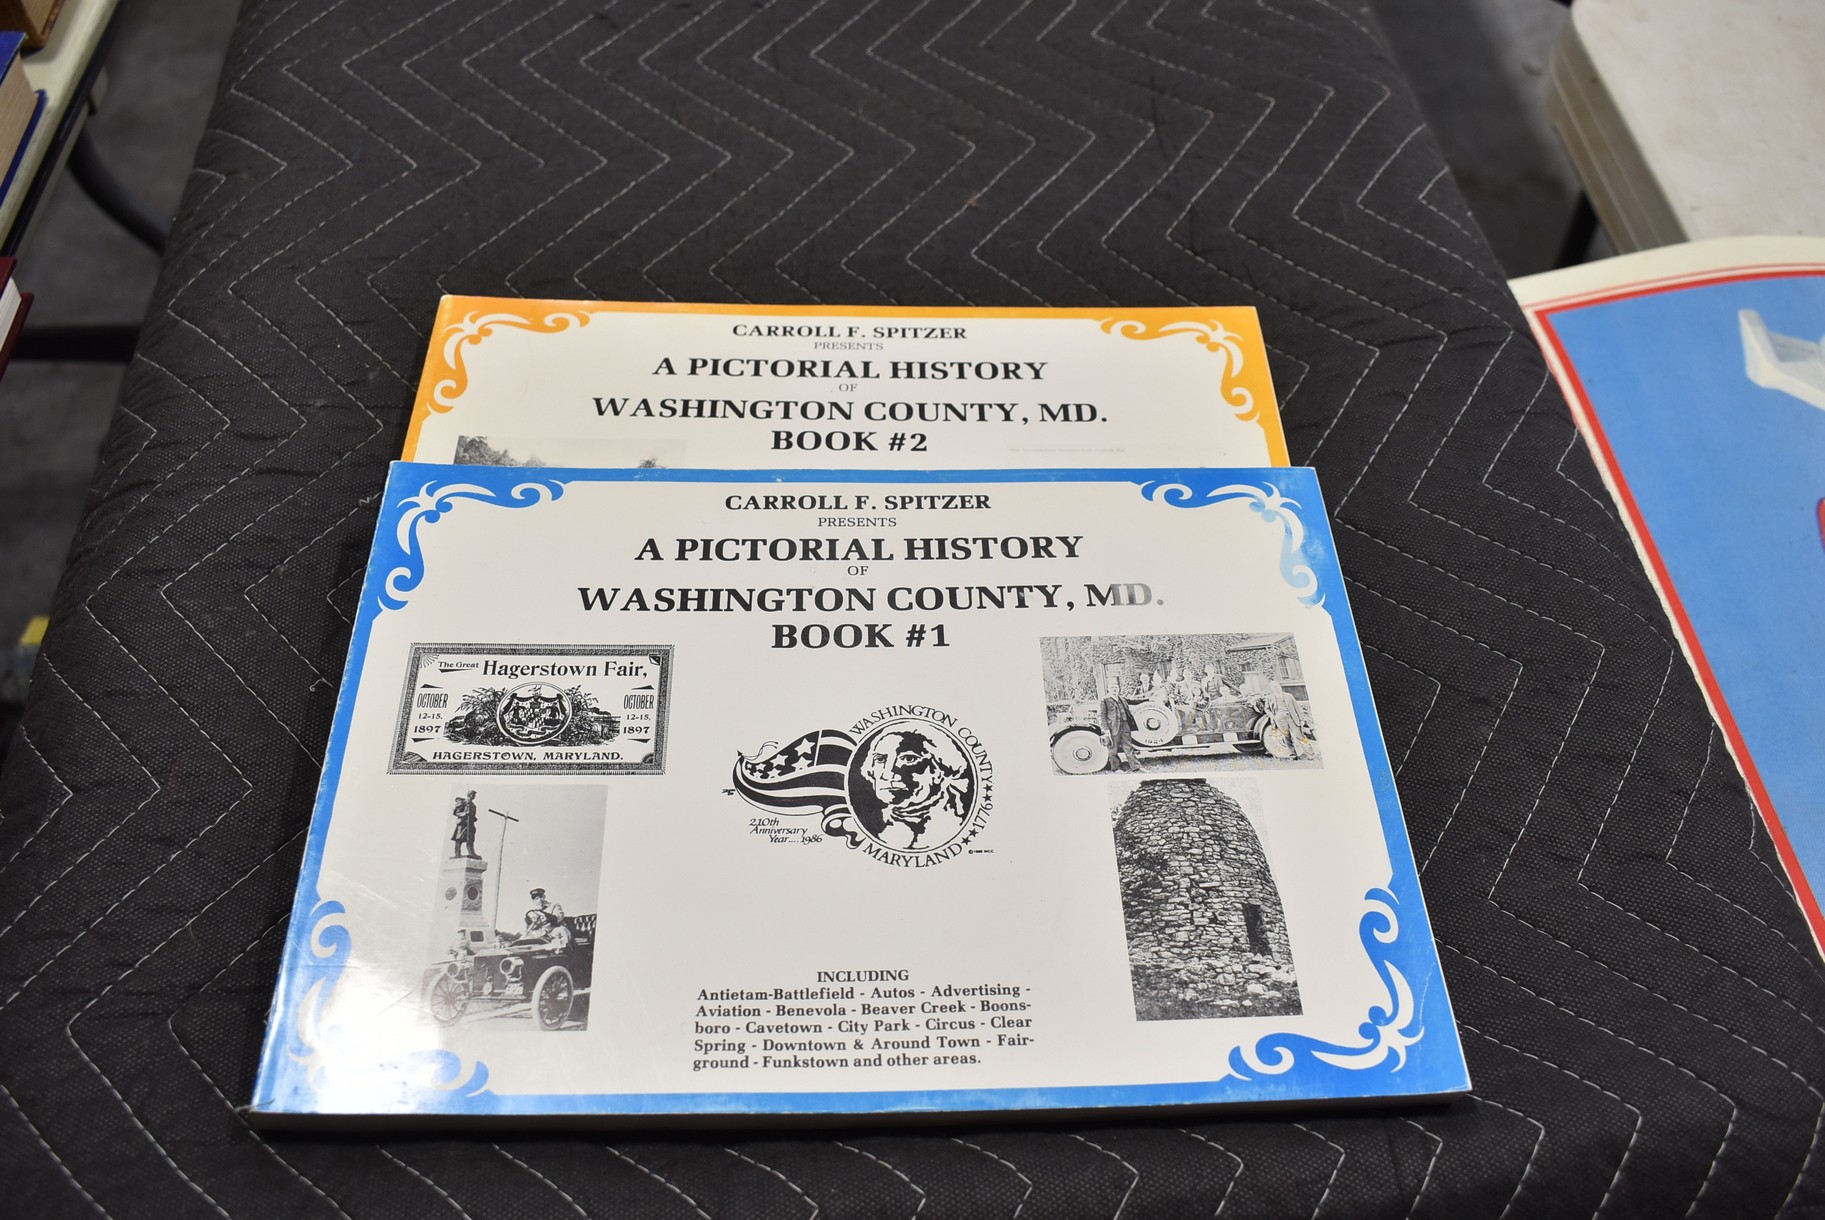 CARROLL F. SPITZER
PRESENTS
A PICTORIAL HISTORY
OF
WASHINGTON COUNTY, MD.
BOOK #2
CARROLL F. SPITZER
PRESENTS
A PICTORIAL HISTORY
OF
WASHINGTON COUNTY, MD.
BOOK #1
The Great Hagerstown Fair,
OCTOBER
12-15,
1897
OCTOBER
12-15,
1897
HAGERSTOWN, MARYLAND.
WASHINGTON COUNTY
MARYLAND
1776
210th
Anniversary
Year....1986
INCLUDING
Antietam-Battlefield - Autos - Advertising -
Aviation - Benevola - Beaver Creek - Boons-
boro - Cavetown - City Park - Circus - Clear
Spring - Downtown & Around Town - Fair-
ground - Funkstown and other areas.